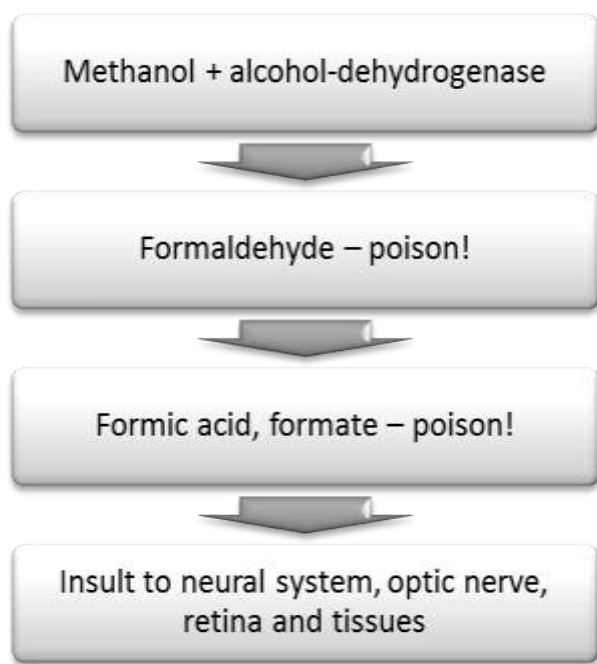 Methanol + alcohol-dehydrogenase
Formaldehyde – poison!
Formic acid, formate – poison!
Insult to neural system, optic nerve,
retina and tissues